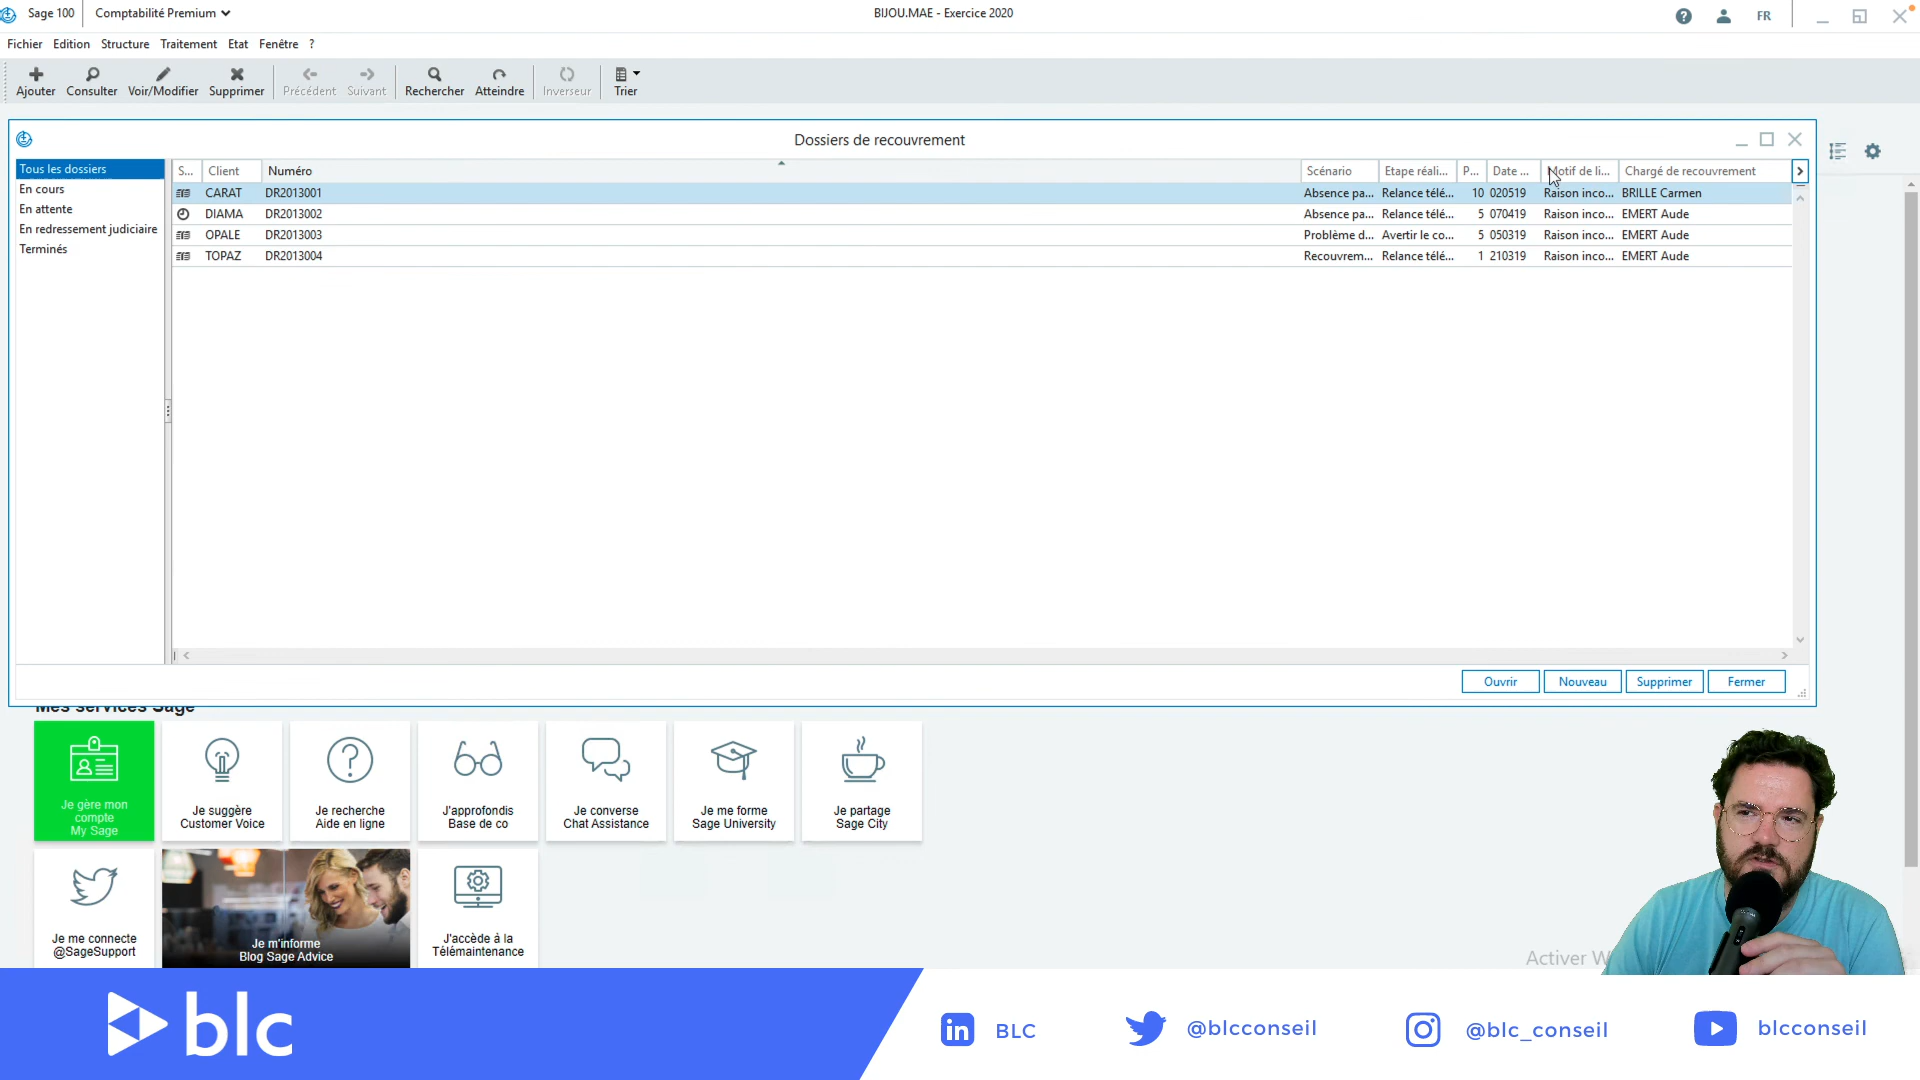 Sage 100 Comptabilité Premium BIJOU.MAE - Exercice 2020 FR
Fichier Edition Structure Traitement Etat Fenêtre ?
Ajouter Consulter Voir/Modifier Supprimer Précédent Suivant Rechercher Atteindre Inverseur Trier
Dossiers de recouvrement
Tous les dossiers
En cours
En attente
En redressement judiciaire
Terminés
S... Client Numéro Scénario Etape réali... P... Date ... Motif de li... Chargé de recouvrement
CARAT DR2013001 Absence pa... Relance télé... 10 020519 Raison inco... BRILLE Carmen
DIAMA DR2013002 Absence pa... Relance télé... 5 070419 Raison inco... EMERT Aude
OPALE DR2013003 Problème d... Avertir le co... 5 050319 Raison inco... EMERT Aude
TOPAZ DR2013004 Recouvrem... Relance télé... 1 210319 Raison inco... EMERT Aude
Ouvrir Nouveau Supprimer Fermer
Mes services Sage
Je gère mon
compte
My Sage
Je suggère
Customer Voice
Je recherche
Aide en ligne
J'approfondis
Base de co
Je converse
Chat Assistance
Je me forme
Sage University
Je partage
Sage City
Je me connecte
@SageSupport
Je m'informe
Blog Sage Advice
J'accède à la
Télémaintenance
Activer W
blc
in BLC @blcconseil @blc_conseil blcconseil